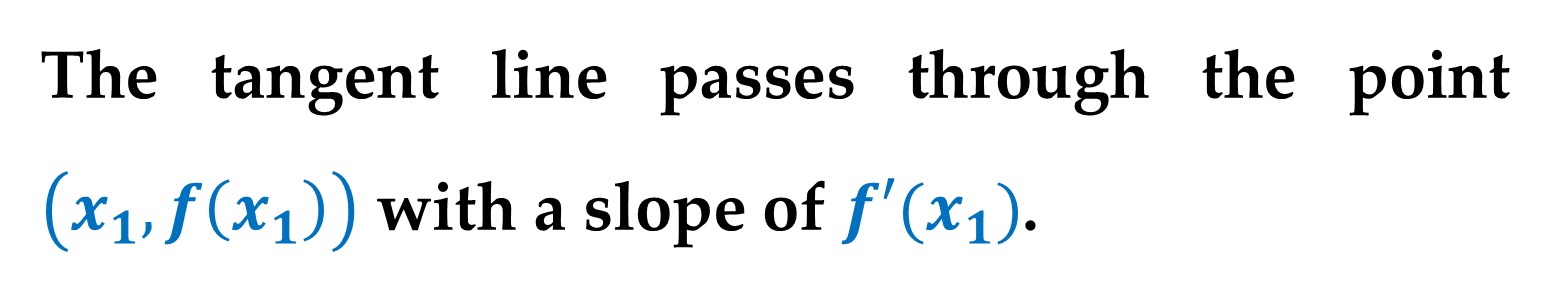 The tangent line passes through the point
(x₁, f(x₁)) with a slope of f′(x₁).